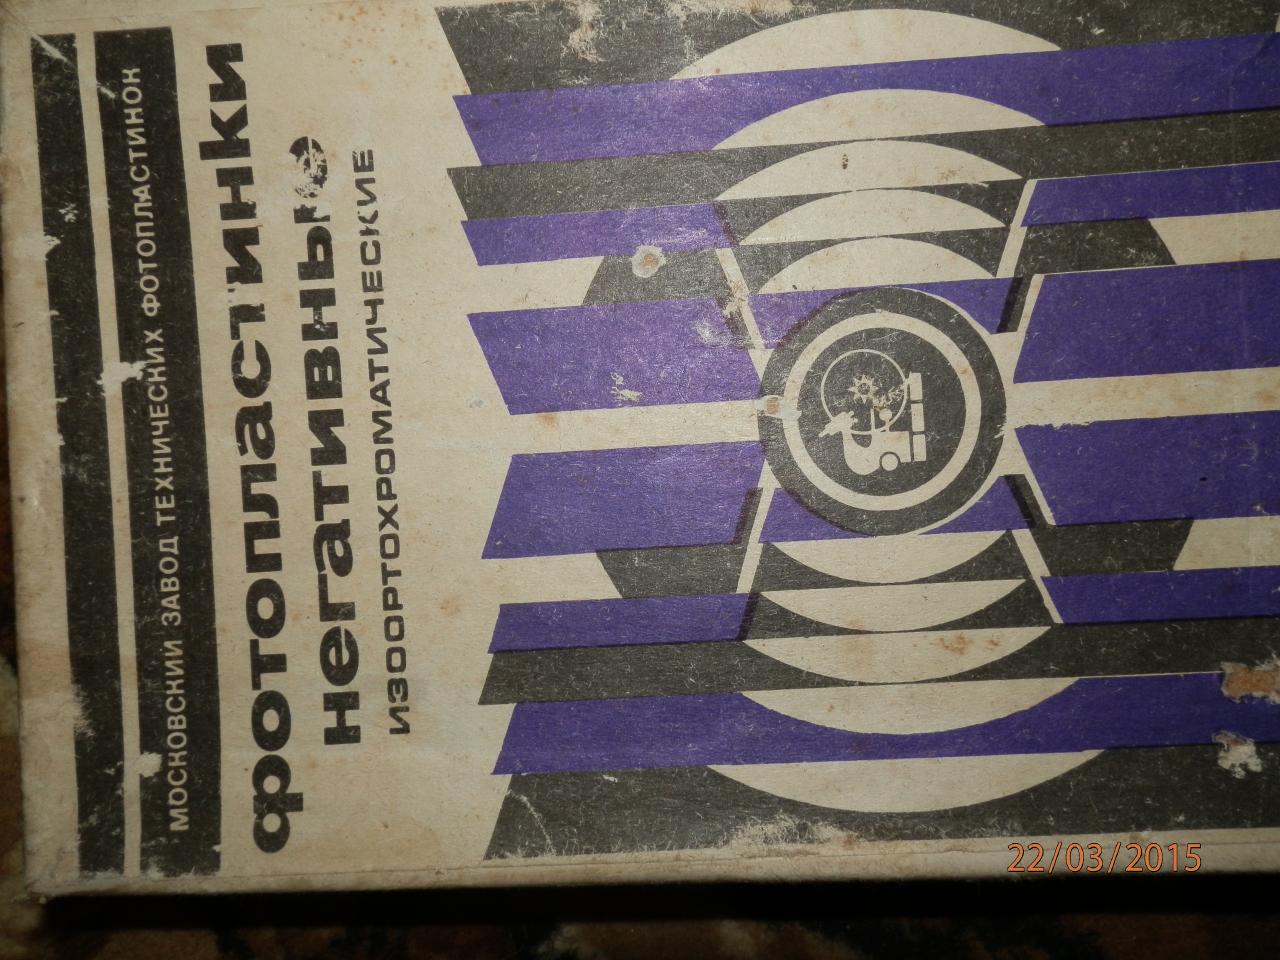 МОСКОВСКИЙ ЗАВОД ТЕХНИЧЕСКИХ ФОТОПЛАСТИНОК
фотопластинки
негативные
ИЗООРТОХРОМАТИЧЕСКИЕ
22/03/2015